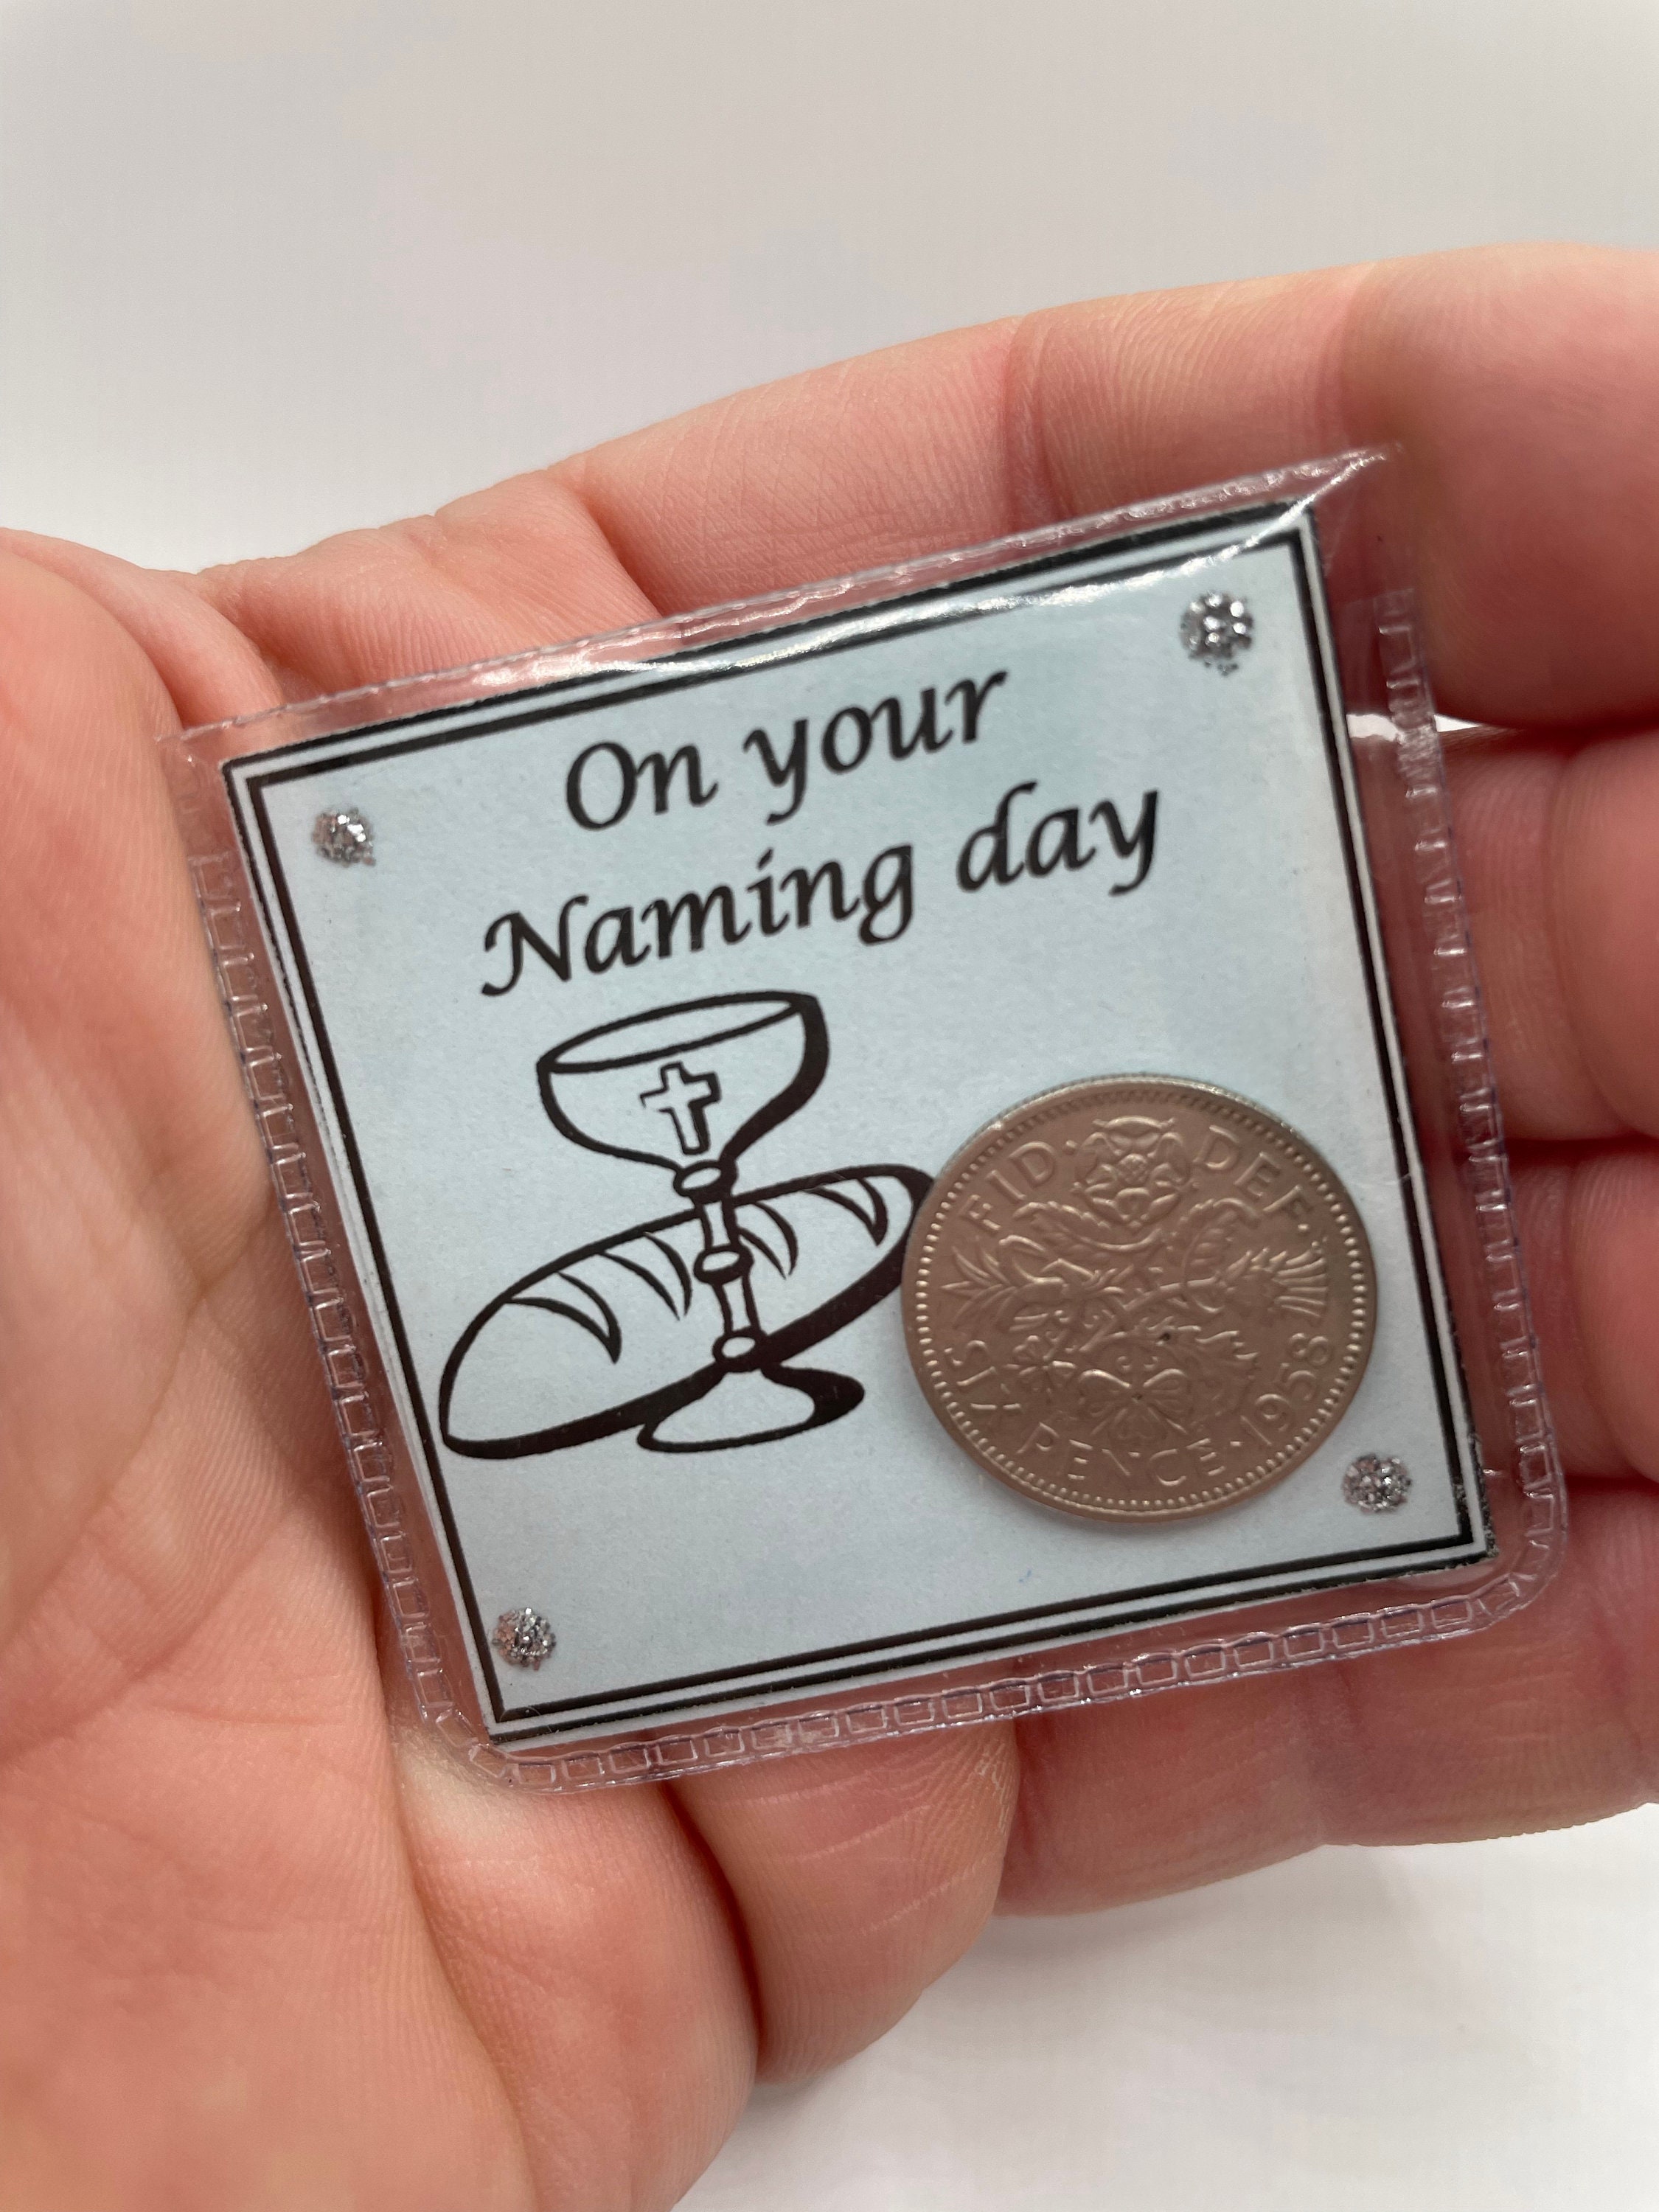 On your
Naming day
FID · DEF ·
SIX PENCE · 1958